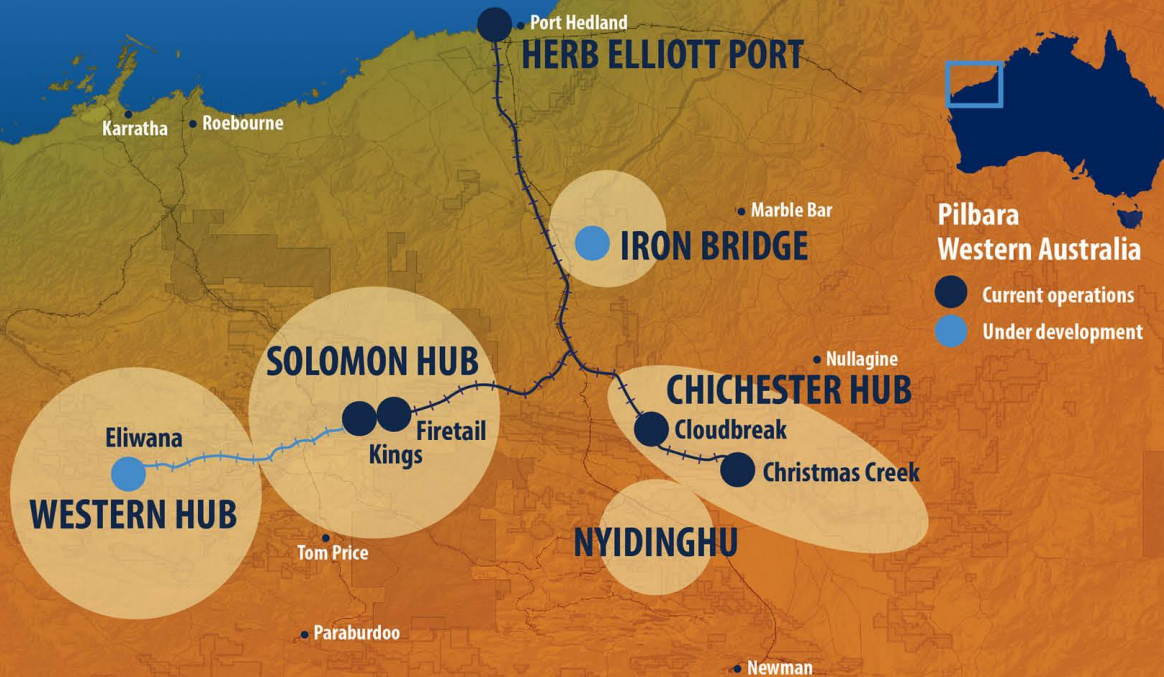 Port Hedland
HERB ELLIOTT PORT
Karratha
Roebourne
Marble Bar
IRON BRIDGE
Pilbara
Western Australia
Current operations
Under development
SOLOMON HUB
Nullagine
CHICHESTER HUB
Eliwana
Firetail
Kings
Cloudbreak
Christmas Creek
WESTERN HUB
NYIDINGHU
Tom Price
Paraburdoo
Newman